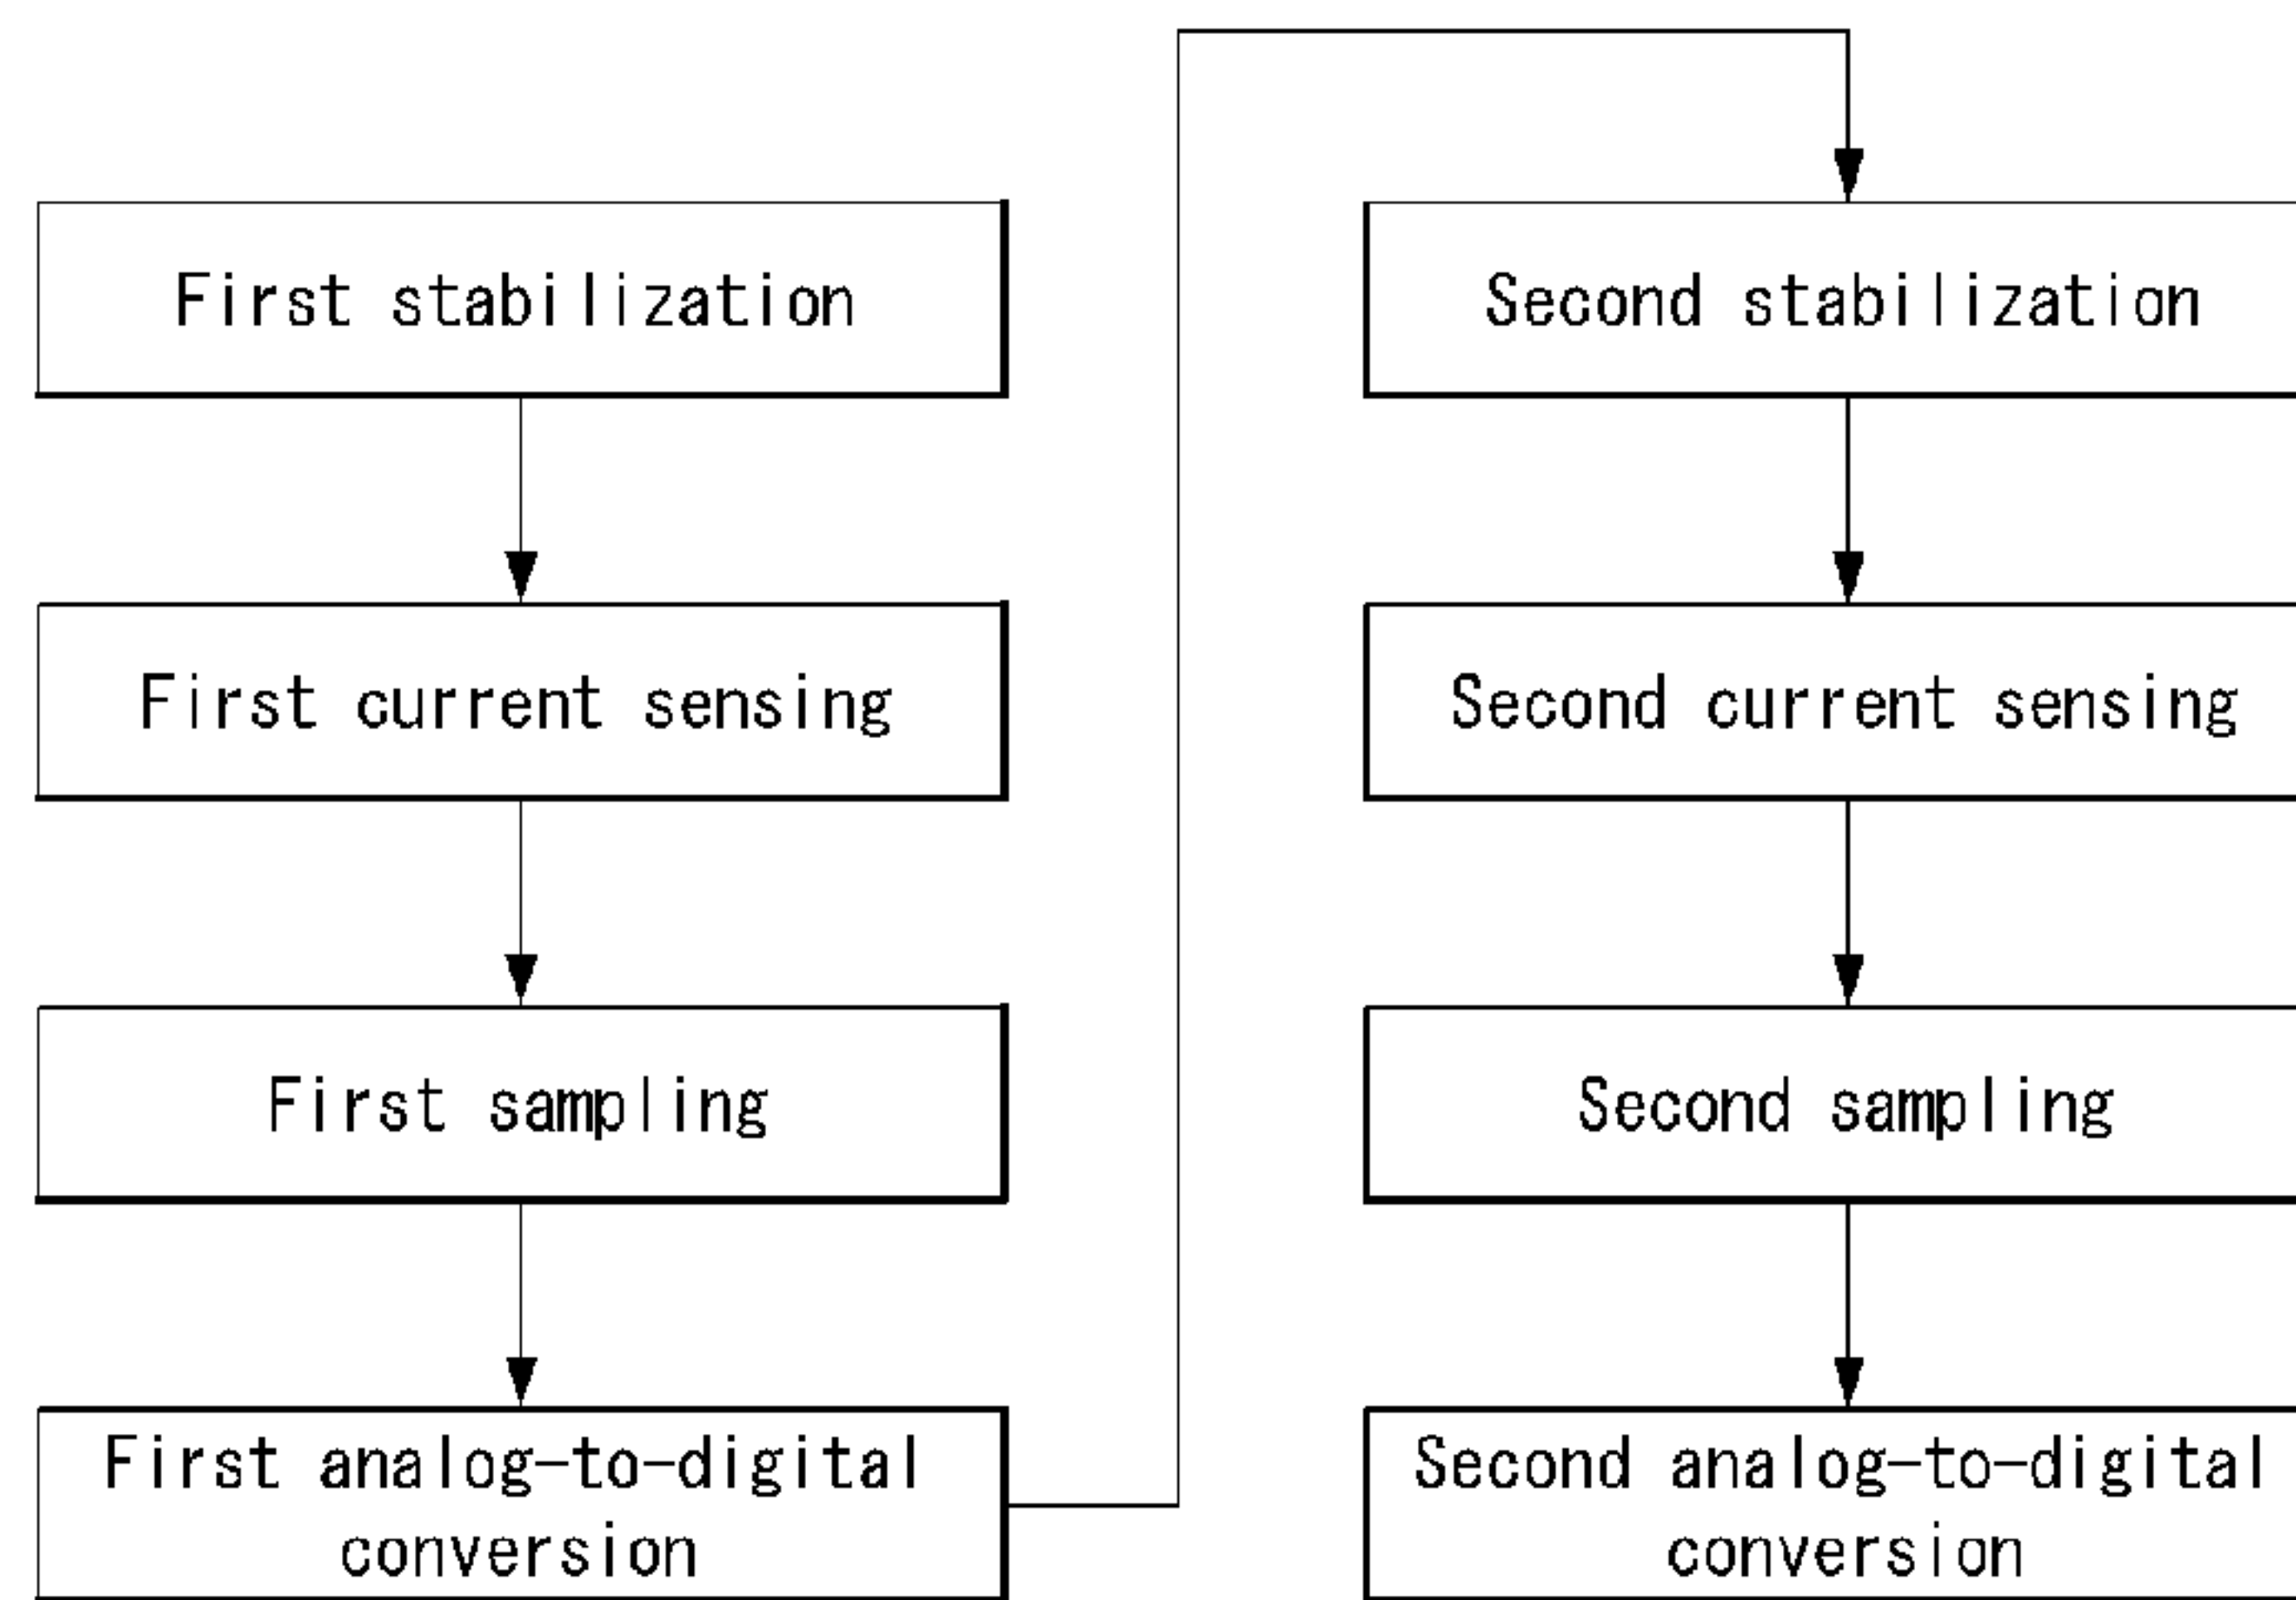 First stabilization
First current sensing
First sampling
First analog-to-digital
conversion
Second stabilization
Second current sensing
Second sampling
Second analog-to-digital
conversion